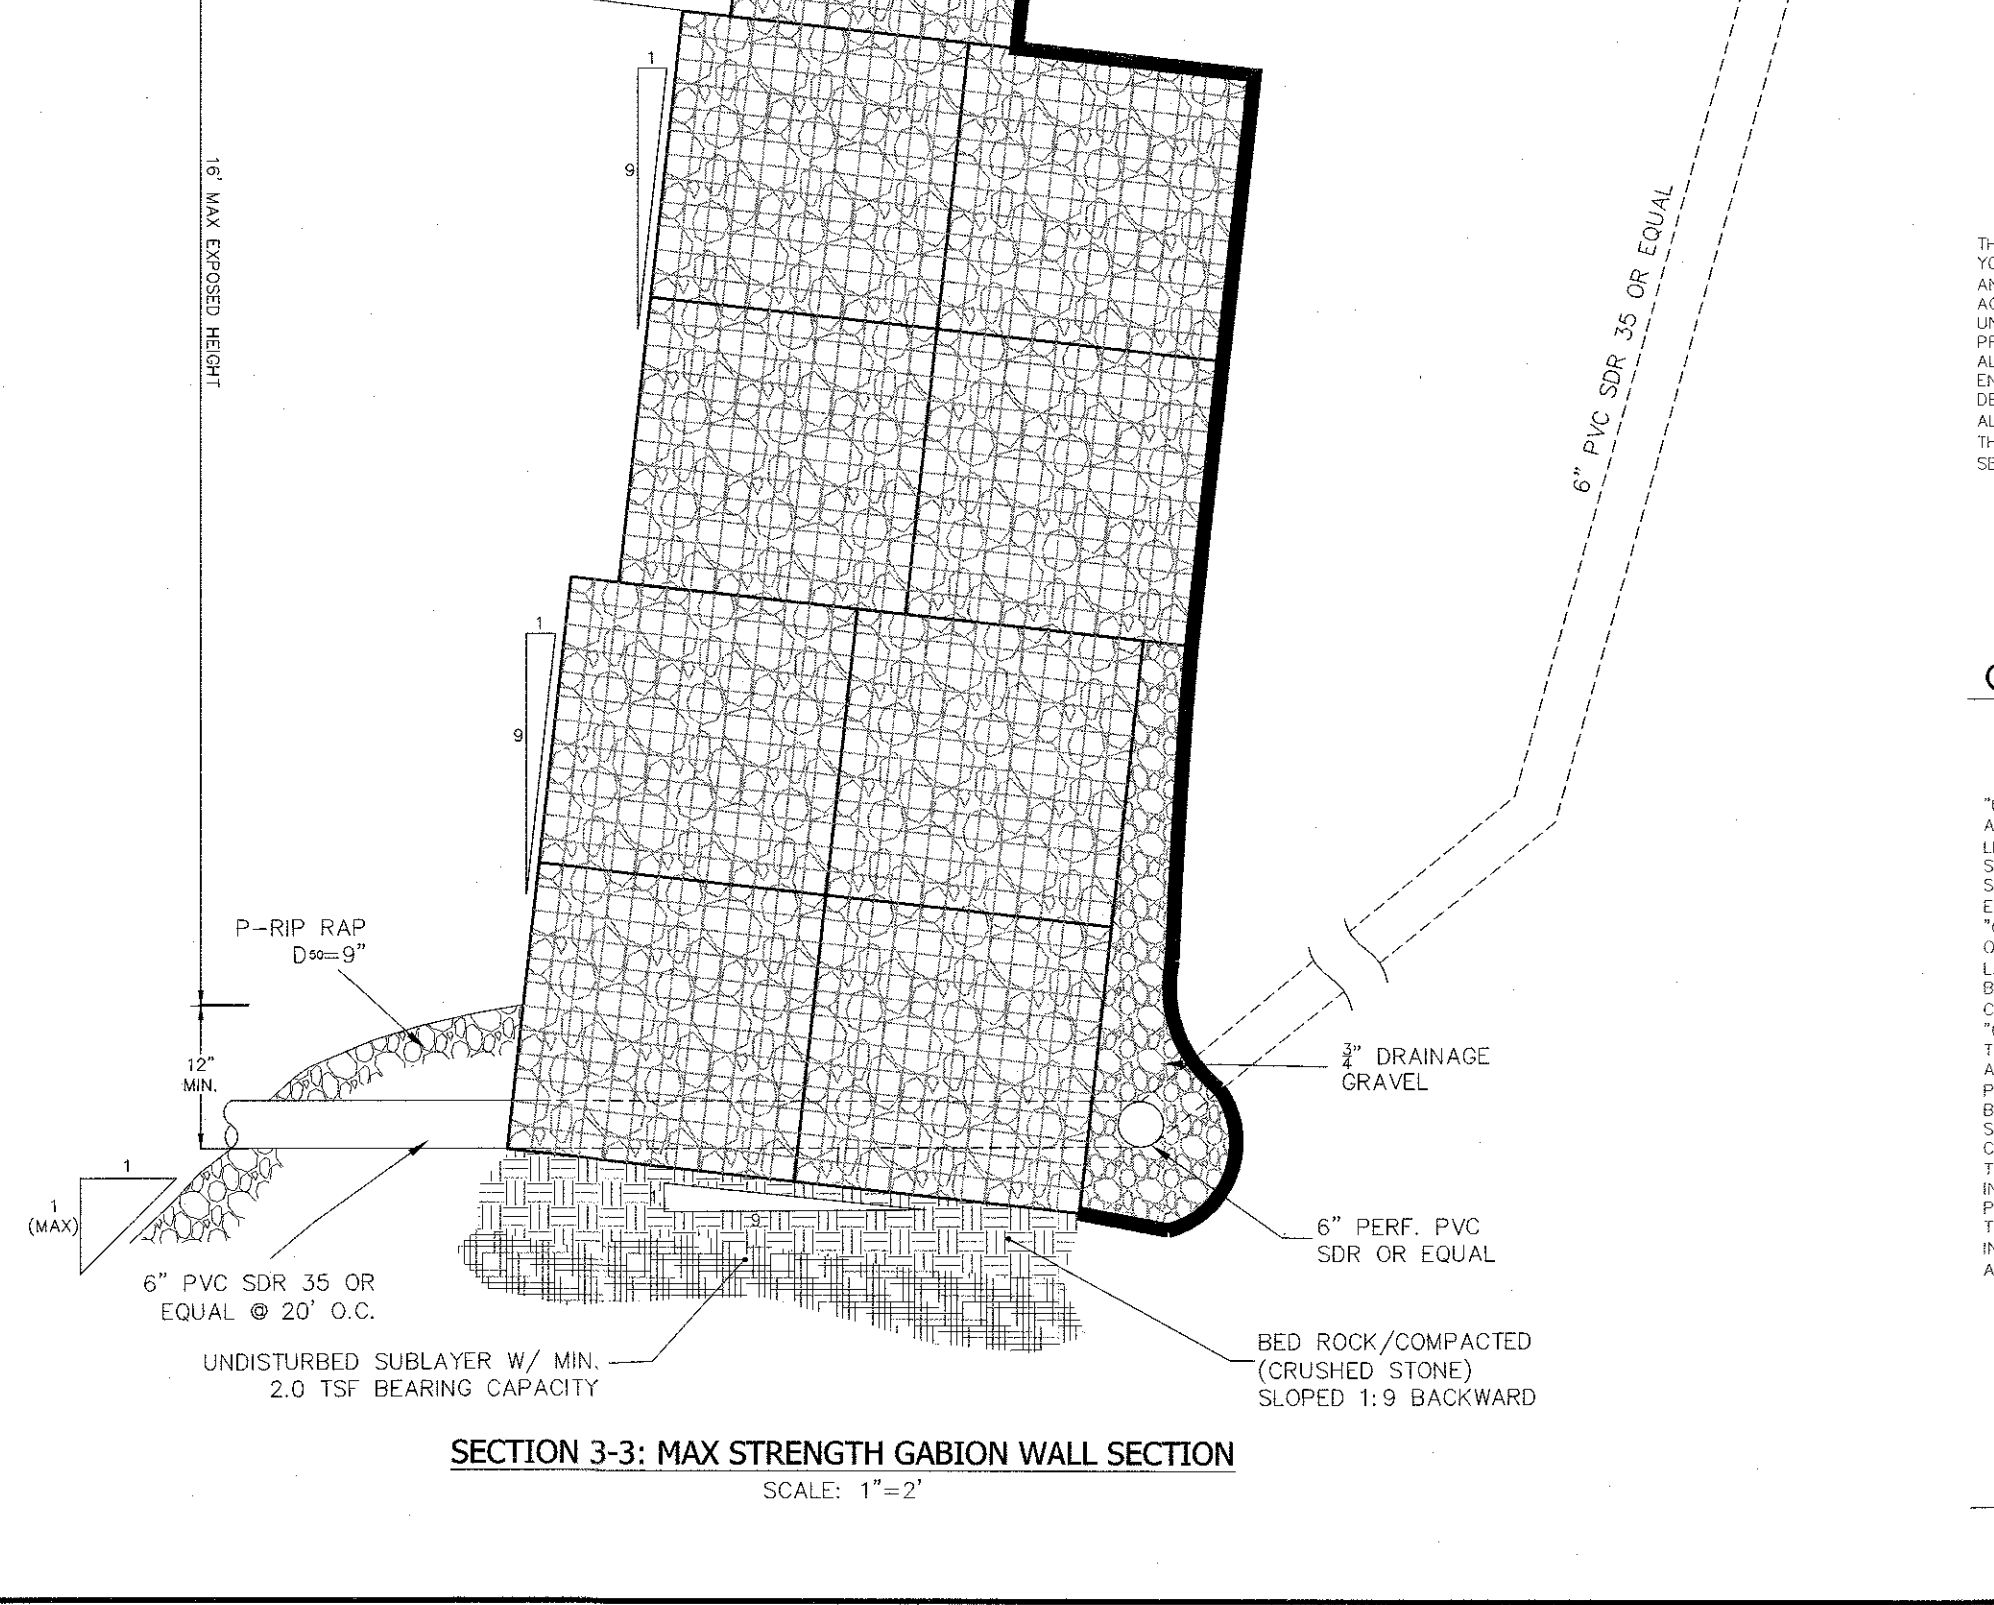 1
9
16' MAX EXPOSED HEIGHT
6" PVC SDR 35 OR EQUAL
1
9
P-RIP RAP
D50=9"
12"
MIN.
3/4" DRAINAGE
GRAVEL
1
1
(MAX)
1
9
6" PERF. PVC
SDR OR EQUAL
6" PVC SDR 35 OR
EQUAL @ 20' O.C.
UNDISTURBED SUBLAYER W/ MIN.
2.0 TSF BEARING CAPACITY
BED ROCK/COMPACTED
(CRUSHED STONE)
SLOPED 1:9 BACKWARD
SECTION 3-3: MAX STRENGTH GABION WALL SECTION
SCALE: 1"=2'